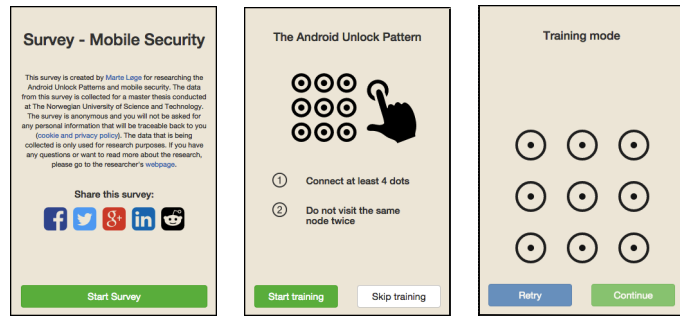 Survey - Mobile Security
This survey is created by Marte Løge for researching the
Android Unlock Patterns and mobile security. The data
from this survey is collected for a master thesis conducted
at The Norwegian University of Science and Technology.
The survey is anonymous and you will not be asked for
any personal information that will be traceable back to you
(cookie and privacy policy). The data that is being
collected is only used for research purposes. If you have
any questions or want to read more about the research,
please go to the researcher's webpage.
Share this survey:
f
8+
in
Start Survey
The Android Unlock Pattern
1 Connect at least 4 dots
2 Do not visit the same
node twice
Start training
Skip training
Training mode
Retry
Continue